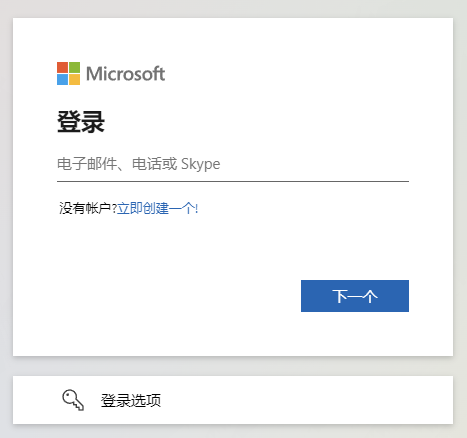 Microsoft
登录
电子邮件、电话或 Skype
没有帐户?立即创建一个!
下一个
登录选项